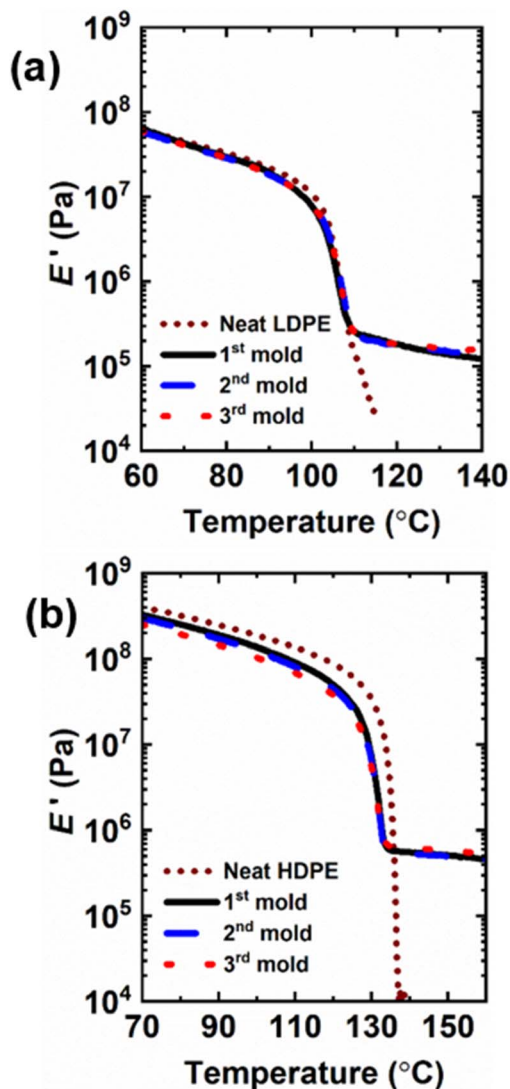 (a)
E' (Pa)
10⁹
10⁸
10⁷
10⁶
10⁵
10⁴
Neat LDPE
1ˢᵗ mold
2ⁿᵈ mold
3ʳᵈ mold
60 80 100 120 140
Temperature (°C)
(b)
E' (Pa)
10⁹
10⁸
10⁷
10⁶
10⁵
10⁴
Neat HDPE
1ˢᵗ mold
2ⁿᵈ mold
3ʳᵈ mold
70 90 110 130 150
Temperature (°C)